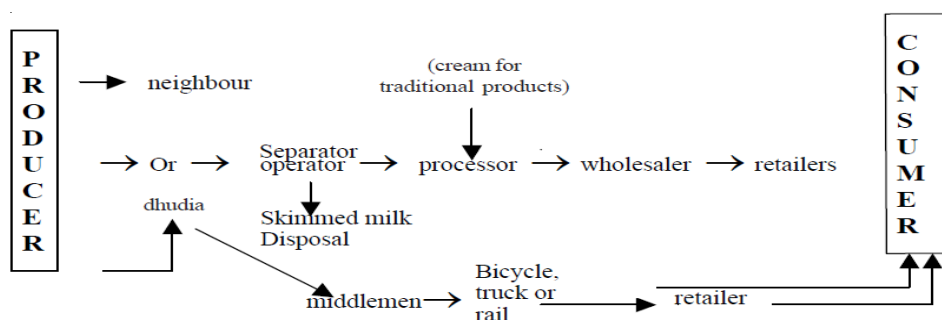 PRODUCER
CONSUMER
neighbour
(cream for
traditional products)
Or
Separator
operator
processor
wholesaler
retailers
dhudia
Skimmed milk
Disposal
middlemen
Bicycle,
truck or
rail
retailer